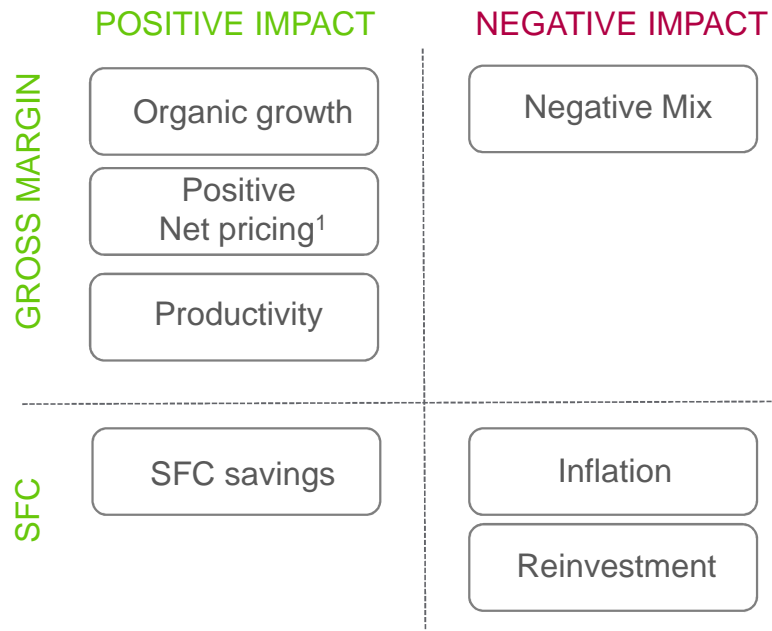 POSITIVE IMPACT
NEGATIVE IMPACT
GROSS MARGIN
Organic growth
Negative Mix
Positive
Net pricing¹
Productivity
SFC
SFC savings
Inflation
Reinvestment